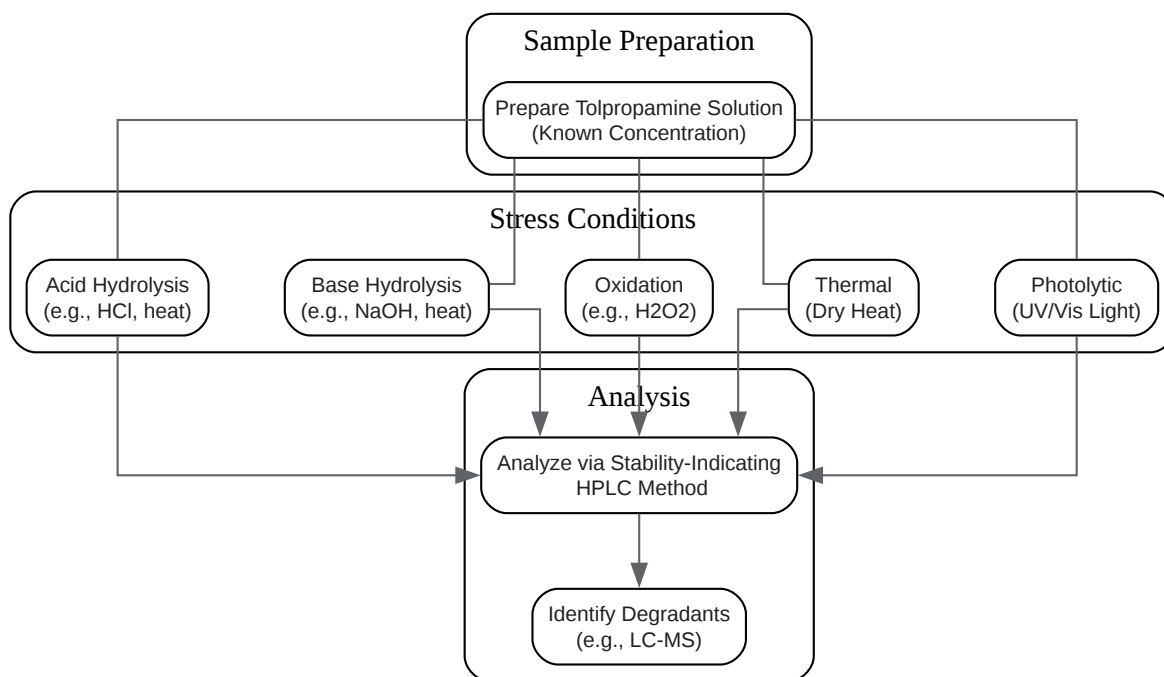 Sample Preparation
Prepare Tolpropamine Solution
(Known Concentration)
Stress Conditions
Acid Hydrolysis
(e.g., HCl, heat)
Base Hydrolysis
(e.g., NaOH, heat)
Oxidation
(e.g., H2O2)
Thermal
(Dry Heat)
Photolytic
(UV/Vis Light)
Analysis
Analyze via Stability-Indicating
HPLC Method
Identify Degradants
(e.g., LC-MS)